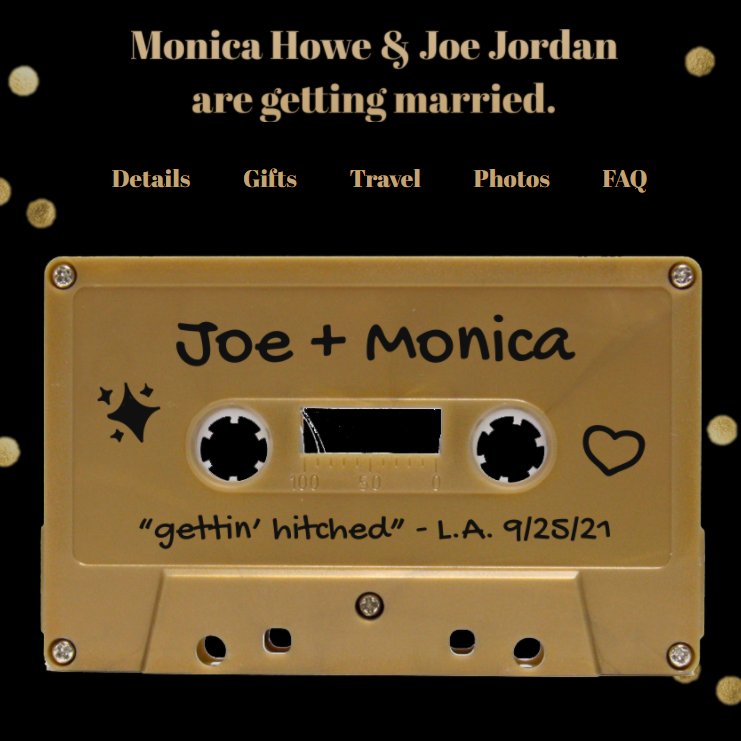 Monica Howe & Joe Jordan
are getting married.
Details Gifts Travel Photos FAQ
Joe + Monica
100 50 0
“gettin’ hitched” - L.A. 9/25/21